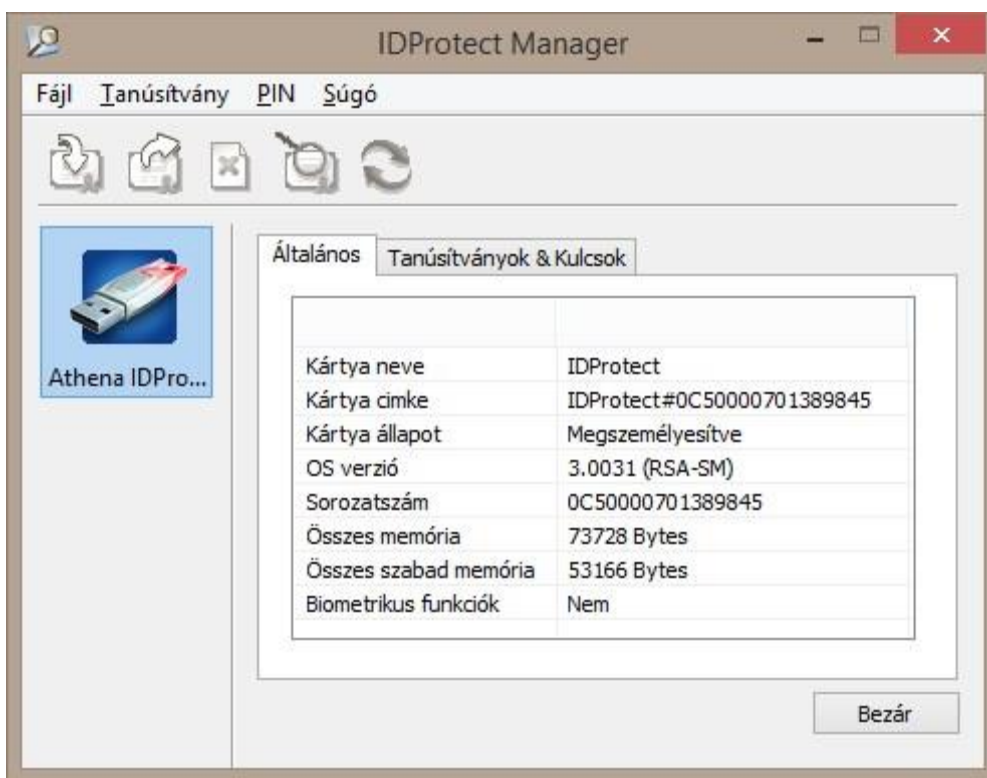 IDProtect Manager
Fájl Tanúsítvány PIN Súgó
Athena IDPro...
Általános Tanúsítványok & Kulcsok
Kártya neve IDProtect
Kártya cimke IDProtect#0C50000701389845
Kártya állapot Megszemélyesítve
OS verzió 3.0031 (RSA-SM)
Sorozatszám 0C50000701389845
Összes memória 73728 Bytes
Összes szabad memória 53166 Bytes
Biometrikus funkciók Nem
Bezár